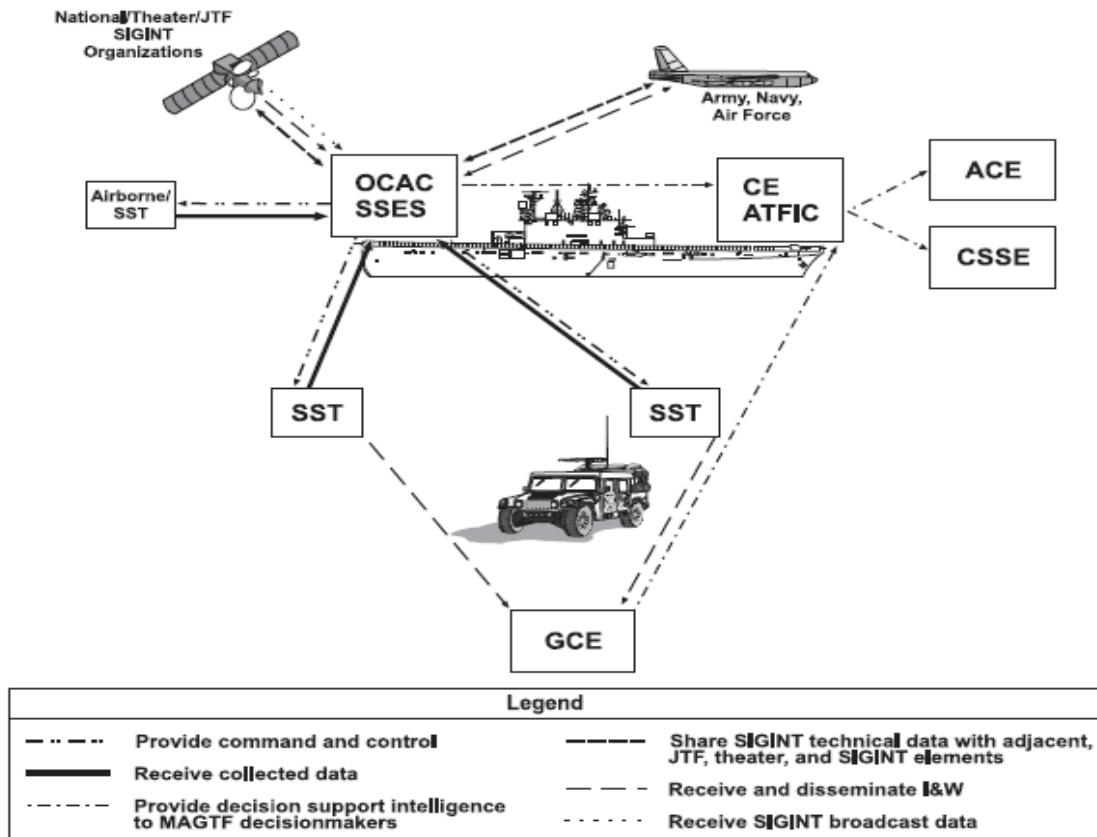 National/Theater/JTF
SIGINT
Organizations
Army, Navy,
Air Force
OCAC
SSES
CE
ATFIC
ACE
CSSE
Airborne/
SST
SST
SST
GCE
Legend
Provide command and control
Receive collected data
Provide decision support intelligence
to MAGTF decisionmakers
Share SIGINT technical data with adjacent,
JTF, theater, and SIGINT elements
Receive and disseminate I&W
Receive SIGINT broadcast data